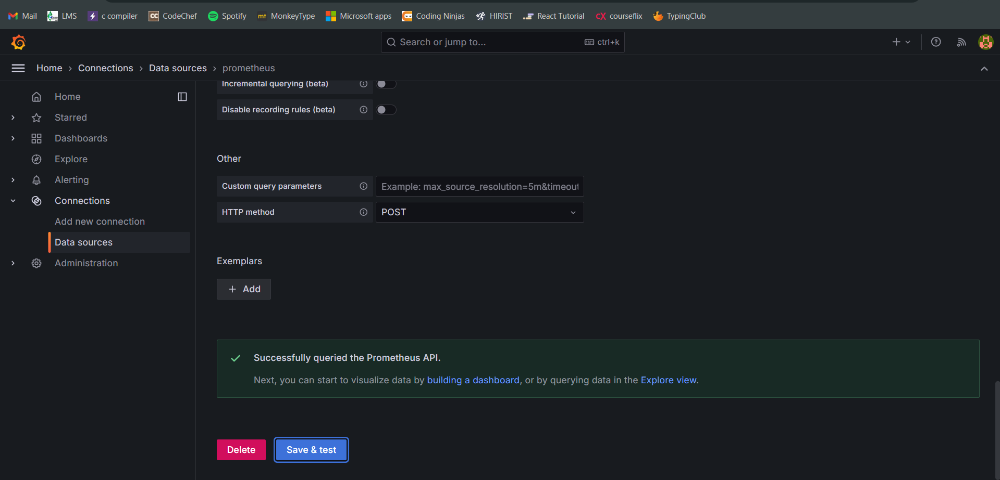 Mail LMS c compiler CodeChef Spotify mt MonkeyType Microsoft apps Coding Ninjas HIRIST React Tutorial CX courseflix TypingClub
Search or jump to... ctrl+k
Home › Connections › Data sources › prometheus
Home
Starred
Dashboards
Explore
Alerting
Connections
Add new connection
Data sources
Administration
Incremental querying (beta)
Disable recording rules (beta)
Other
Custom query parameters Example: max_source_resolution=5m&timeout
HTTP method POST
Exemplars
+ Add
Successfully queried the Prometheus API.
Next, you can start to visualize data by building a dashboard, or by querying data in the Explore view.
Delete Save & test